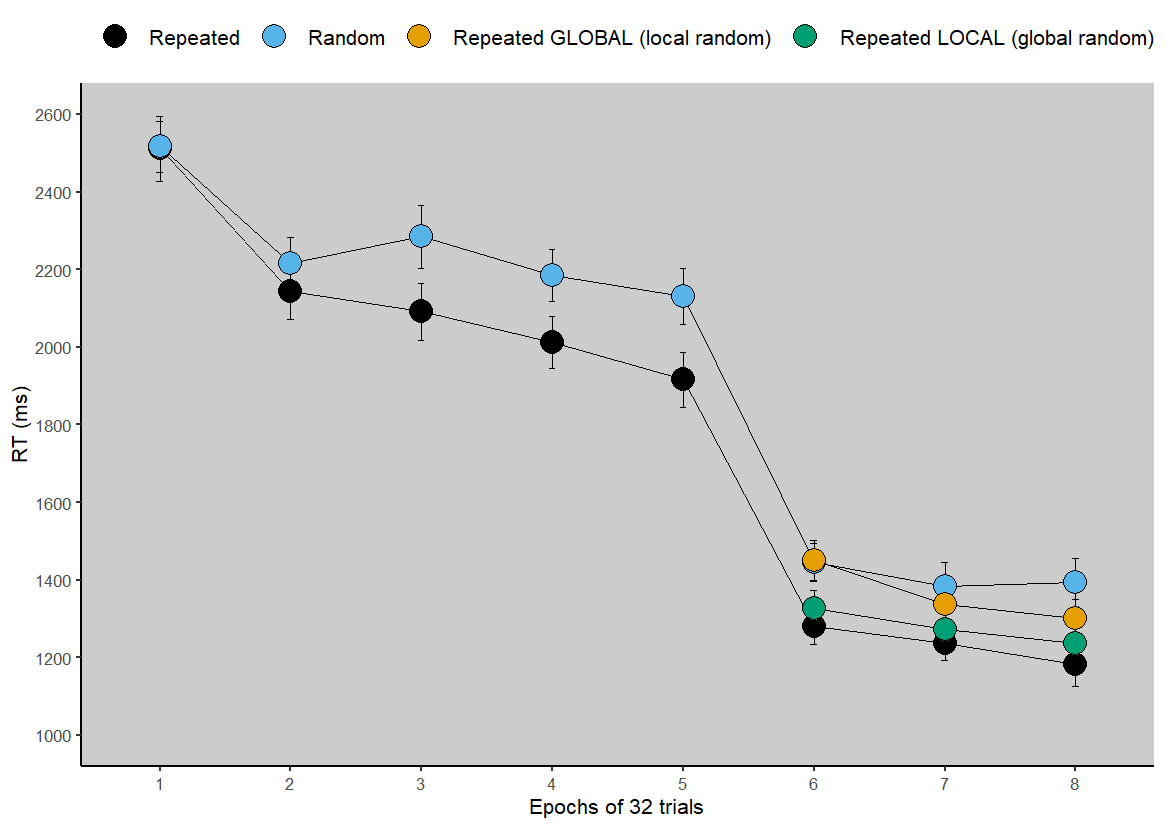 Repeated Random Repeated GLOBAL (local random) Repeated LOCAL (global random)
2600
2400
2200
2000
1800
1600
1400
1200
1000
RT (ms)
1 2 3 4 5 6 7 8
Epochs of 32 trials